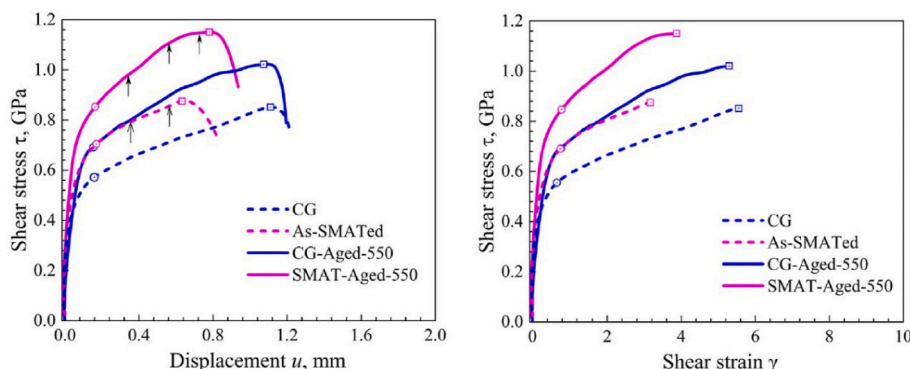 Shear stress τ, GPa
1.2
1.0
0.8
0.6
0.4
0.2
0.0
0.0 0.4 0.8 1.2 1.6 2.0
Displacement u, mm
CG
As-SMATed
CG-Aged-550
SMAT-Aged-550
Shear stress τ, GPa
1.2
1.0
0.8
0.6
0.4
0.2
0.0
0 2 4 6 8 10
Shear strain γ
CG
As-SMATed
CG-Aged-550
SMAT-Aged-550